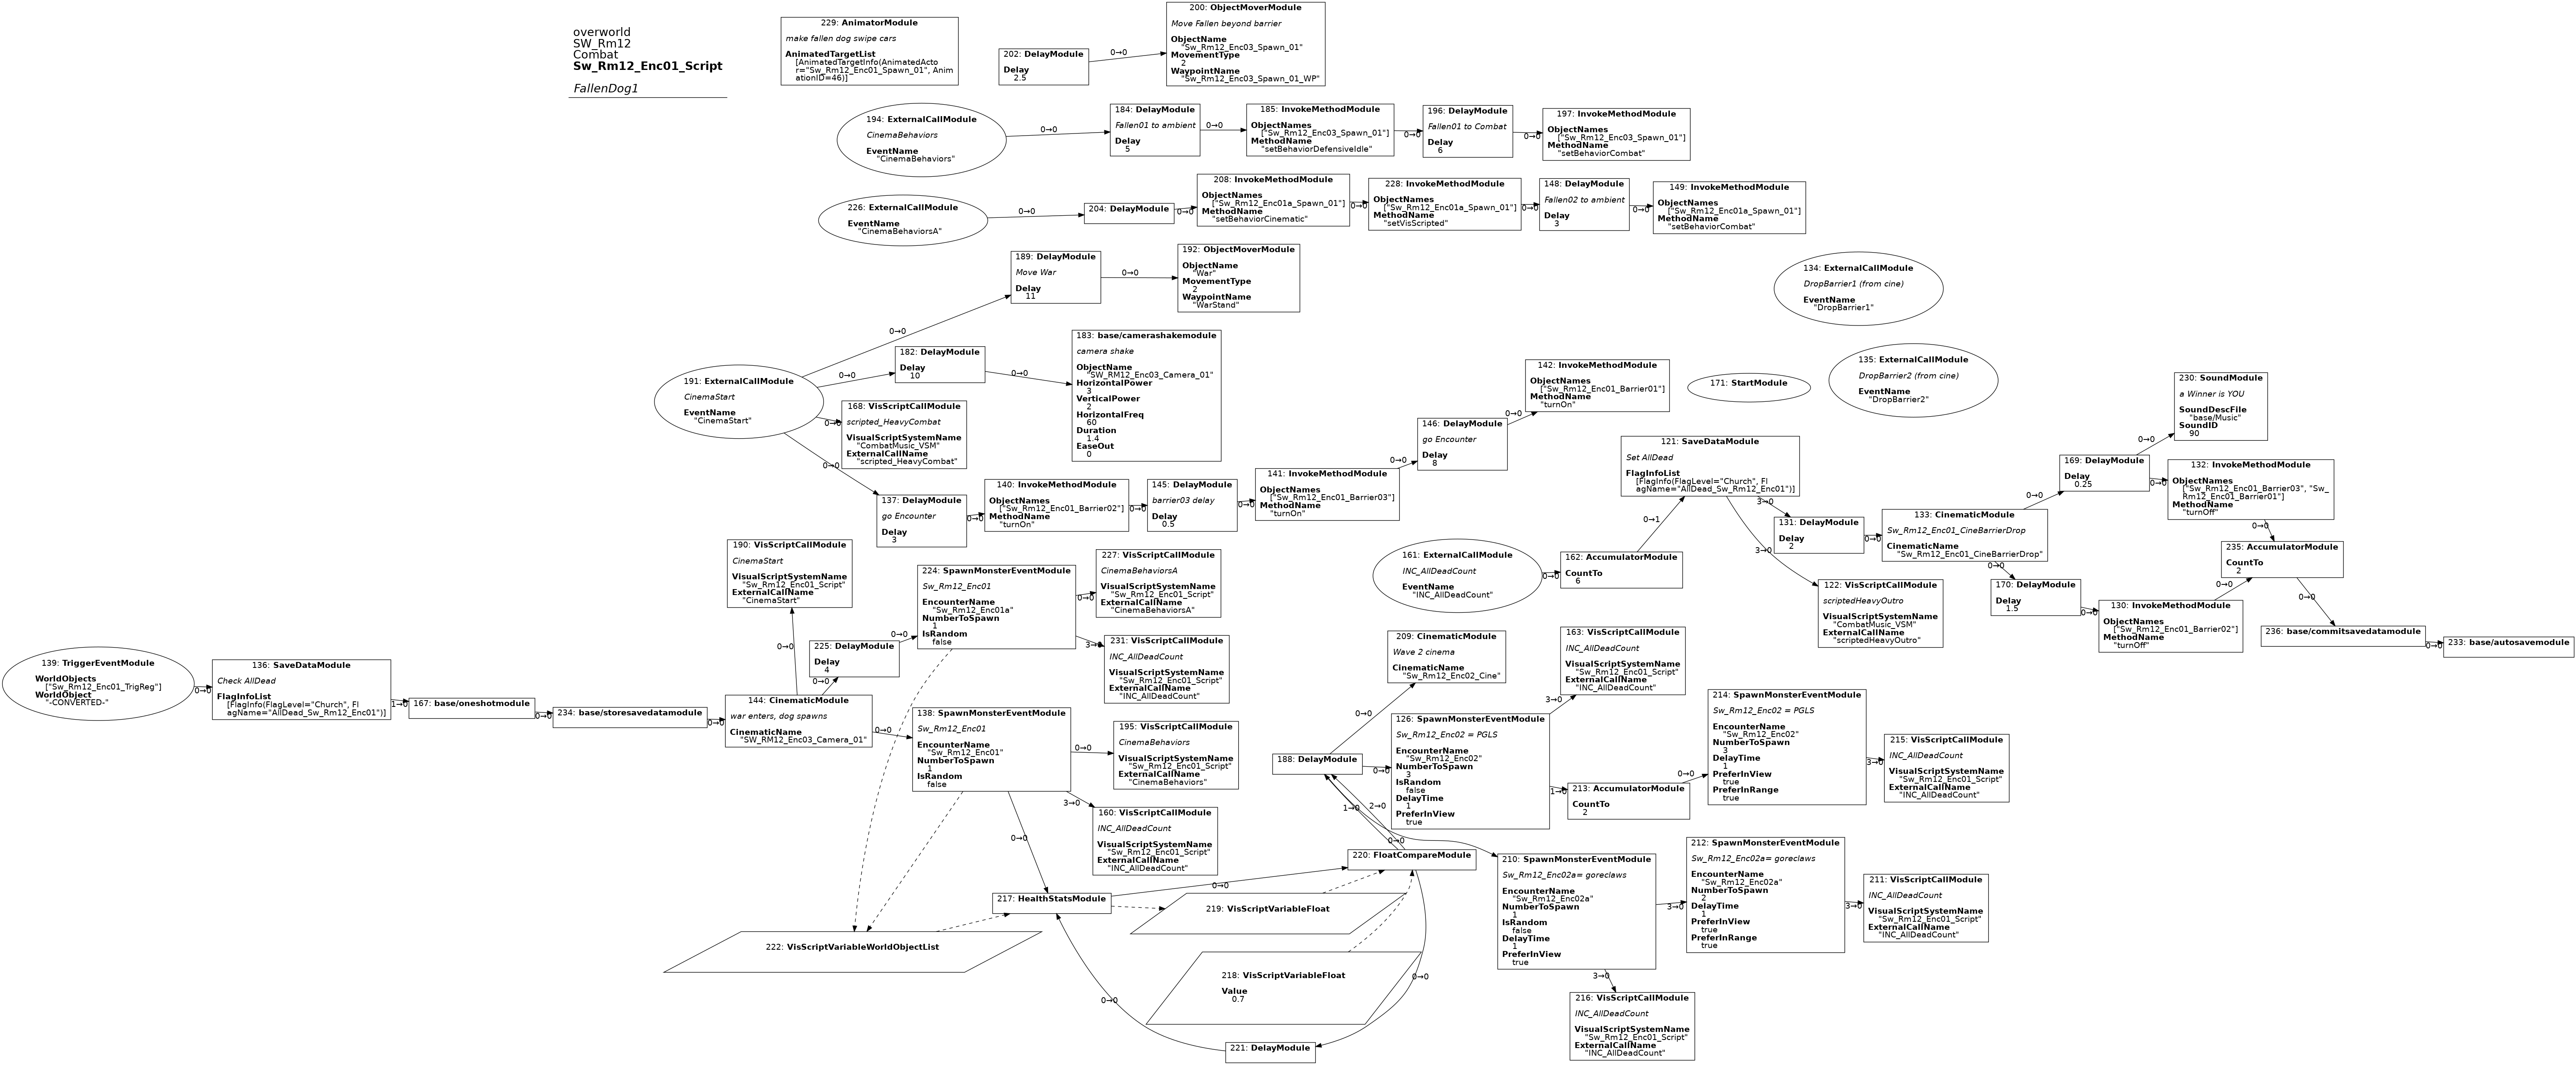 overworld
SW_Rm12
Combat
Sw_Rm12_Enc01_Script
FallenDog1
229: AnimatorModule
make fallen dog swipe cars
AnimatedTargetList
[AnimatedTargetInfo(AnimatedActo
r="Sw_Rm12_Enc01_Spawn_01", Anim
ationID=46)]
202: DelayModule
Delay
2.5
0→0
200: ObjectMoverModule
Move Fallen beyond barrier
ObjectName
"Sw_Rm12_Enc03_Spawn_01"
MovementType
2
WaypointName
"Sw_Rm12_Enc03_Spawn_01_WP"
194: ExternalCallModule
CinemaBehaviors
EventName
"CinemaBehaviors"
0→0
184: DelayModule
Fallen01 to ambient
Delay
5
0→0
185: InvokeMethodModule
ObjectNames
["Sw_Rm12_Enc03_Spawn_01"]
MethodName
"setBehaviorDefensiveIdle"
0→0
196: DelayModule
Fallen01 to Combat
Delay
6
0→0
197: InvokeMethodModule
ObjectNames
["Sw_Rm12_Enc03_Spawn_01"]
MethodName
"setBehaviorCombat"
226: ExternalCallModule
EventName
"CinemaBehaviorsA"
0→0
204: DelayModule
0→0
208: InvokeMethodModule
ObjectNames
["Sw_Rm12_Enc01a_Spawn_01"]
MethodName
"setBehaviorCinematic"
0→0
228: InvokeMethodModule
ObjectNames
["Sw_Rm12_Enc01a_Spawn_01"]
MethodName
"setVisScripted"
0→0
148: DelayModule
Fallen02 to ambient
Delay
3
0→0
149: InvokeMethodModule
ObjectNames
["Sw_Rm12_Enc01a_Spawn_01"]
MethodName
"setBehaviorCombat"
189: DelayModule
Move War
Delay
11
0→0
192: ObjectMoverModule
ObjectName
"War"
MovementType
2
WaypointName
"WarStand"
134: ExternalCallModule
DropBarrier1 (from cine)
EventName
"DropBarrier1"
135: ExternalCallModule
DropBarrier2 (from cine)
EventName
"DropBarrier2"
171: StartModule
191: ExternalCallModule
CinemaStart
EventName
"CinemaStart"
0→0
0→0
0→0
0→0
182: DelayModule
Delay
10
0→0
183: base/camerashakemodule
camera shake
ObjectName
"SW_RM12_Enc03_Camera_01"
HorizontalPower
3
VerticalPower
2
HorizontalFreq
60
Duration
1.4
EaseOut
0
168: VisScriptCallModule
scripted_HeavyCombat
VisualScriptSystemName
"CombatMusic_VSM"
ExternalCallName
"scripted_HeavyCombat"
137: DelayModule
go Encounter
Delay
3
0→0
140: InvokeMethodModule
ObjectNames
["Sw_Rm12_Enc01_Barrier02"]
MethodName
"turnOn"
0→0
145: DelayModule
barrier03 delay
Delay
0.5
0→0
141: InvokeMethodModule
ObjectNames
["Sw_Rm12_Enc01_Barrier03"]
MethodName
"turnOn"
0→0
146: DelayModule
go Encounter
Delay
8
0→0
142: InvokeMethodModule
ObjectNames
["Sw_Rm12_Enc01_Barrier01"]
MethodName
"turnOn"
161: ExternalCallModule
INC_AllDeadCount
EventName
"INC_AllDeadCount"
0→0
162: AccumulatorModule
CountTo
6
0→1
121: SaveDataModule
Set AllDead
FlagInfoList
[FlagInfo(FlagLevel="Church", Fl
agName="AllDead_Sw_Rm12_Enc01")]
3→0
3→0
131: DelayModule
Delay
2
0→0
122: VisScriptCallModule
scriptedHeavyOutro
VisualScriptSystemName
"CombatMusic_VSM"
ExternalCallName
"scriptedHeavyOutro"
133: CinematicModule
Sw_Rm12_Enc01_CineBarrierDrop
CinematicName
"Sw_Rm12_Enc01_CineBarrierDrop"
0→0
0→0
169: DelayModule
Delay
0.25
0→0
0→0
230: SoundModule
a Winner is YOU
SoundDescFile
"base/Music"
SoundID
90
132: InvokeMethodModule
ObjectNames
["Sw_Rm12_Enc01_Barrier03", "Sw_
Rm12_Enc01_Barrier01"]
MethodName
"turnOff"
0→0
170: DelayModule
Delay
1.5
0→0
130: InvokeMethodModule
ObjectNames
["Sw_Rm12_Enc01_Barrier02"]
MethodName
"turnOff"
0→0
235: AccumulatorModule
CountTo
2
0→0
236: base/commitsavedatamodule
0→0
233: base/autosavemodule
139: TriggerEventModule
WorldObjects
["Sw_Rm12_Enc01_TrigReg"]
WorldObject
"-CONVERTED-"
0→0
136: SaveDataModule
Check AllDead
FlagInfoList
[FlagInfo(FlagLevel="Church", Fl
agName="AllDead_Sw_Rm12_Enc01")]
1→0
167: base/oneshotmodule
0→0
234: base/storesavedatamodule
0→0
144: CinematicModule
war enters, dog spawns
CinematicName
"SW_RM12_Enc03_Camera_01"
0→0
0→0
0→0
190: VisScriptCallModule
CinemaStart
VisualScriptSystemName
"Sw_Rm12_Enc01_Script"
ExternalCallName
"CinemaStart"
225: DelayModule
Delay
4
0→0
224: SpawnMonsterEventModule
Sw_Rm12_Enc01
EncounterName
"Sw_Rm12_Enc01a"
NumberToSpawn
1
IsRandom
false
0→0
3→0
227: VisScriptCallModule
CinemaBehaviorsA
VisualScriptSystemName
"Sw_Rm12_Enc01_Script"
ExternalCallName
"CinemaBehaviorsA"
231: VisScriptCallModule
INC_AllDeadCount
VisualScriptSystemName
"Sw_Rm12_Enc01_Script"
ExternalCallName
"INC_AllDeadCount"
138: SpawnMonsterEventModule
Sw_Rm12_Enc01
EncounterName
"Sw_Rm12_Enc01"
NumberToSpawn
1
IsRandom
false
0→0
3→0
0→0
195: VisScriptCallModule
CinemaBehaviors
VisualScriptSystemName
"Sw_Rm12_Enc01_Script"
ExternalCallName
"CinemaBehaviors"
160: VisScriptCallModule
INC_AllDeadCount
VisualScriptSystemName
"Sw_Rm12_Enc01_Script"
ExternalCallName
"INC_AllDeadCount"
217: HealthStatsModule
0→0
222: VisScriptVariableWorldObjectList
219: VisScriptVariableFloat
218: VisScriptVariableFloat
Value
0.7
220: FloatCompareModule
1→0
2→0
0→0
221: DelayModule
0→0
188: DelayModule
0→0
0→0
0→0
209: CinematicModule
Wave 2 cinema
CinematicName
"Sw_Rm12_Enc02_Cine"
126: SpawnMonsterEventModule
Sw_Rm12_Enc02 = PGLS
EncounterName
"Sw_Rm12_Enc02"
NumberToSpawn
3
IsRandom
false
DelayTime
1
PreferInView
true
3→0
1→0
163: VisScriptCallModule
INC_AllDeadCount
VisualScriptSystemName
"Sw_Rm12_Enc01_Script"
ExternalCallName
"INC_AllDeadCount"
213: AccumulatorModule
CountTo
2
0→0
214: SpawnMonsterEventModule
Sw_Rm12_Enc02 = PGLS
EncounterName
"Sw_Rm12_Enc02"
NumberToSpawn
3
DelayTime
1
PreferInView
true
PreferInRange
true
3→0
215: VisScriptCallModule
INC_AllDeadCount
VisualScriptSystemName
"Sw_Rm12_Enc01_Script"
ExternalCallName
"INC_AllDeadCount"
210: SpawnMonsterEventModule
Sw_Rm12_Enc02a= goreclaws
EncounterName
"Sw_Rm12_Enc02a"
NumberToSpawn
1
IsRandom
false
DelayTime
1
PreferInView
true
3→0
3→0
212: SpawnMonsterEventModule
Sw_Rm12_Enc02a= goreclaws
EncounterName
"Sw_Rm12_Enc02a"
NumberToSpawn
2
DelayTime
1
PreferInView
true
PreferInRange
true
3→0
211: VisScriptCallModule
INC_AllDeadCount
VisualScriptSystemName
"Sw_Rm12_Enc01_Script"
ExternalCallName
"INC_AllDeadCount"
216: VisScriptCallModule
INC_AllDeadCount
VisualScriptSystemName
"Sw_Rm12_Enc01_Script"
ExternalCallName
"INC_AllDeadCount"